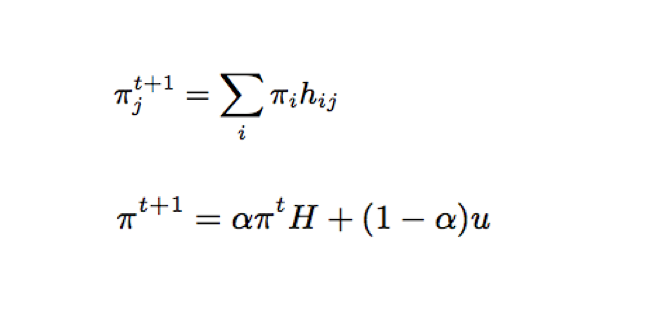 π_j^{t+1} = ∑_i π_i h_{ij}
π^{t+1} = απ^t H + (1 − α)u